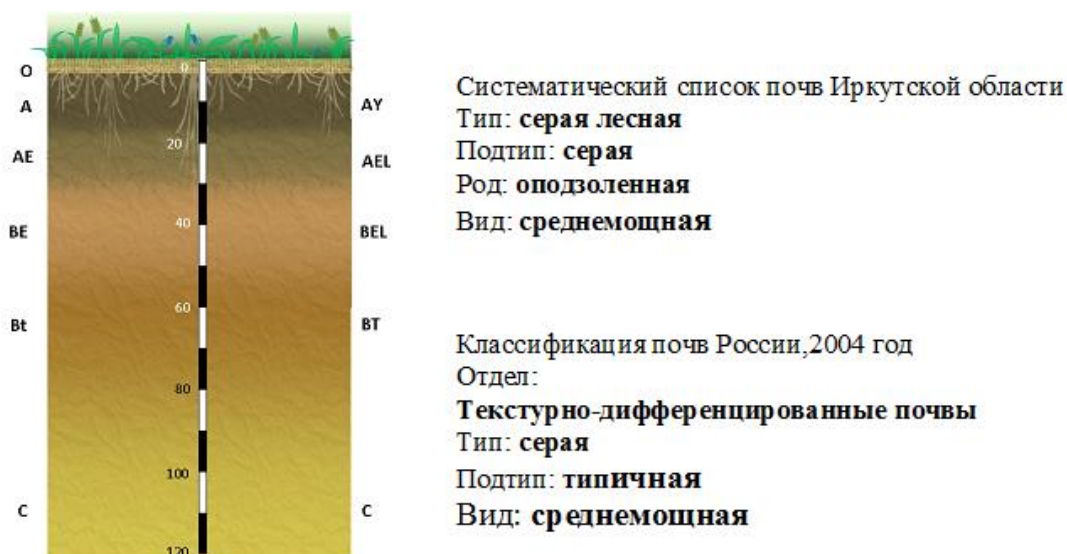 O
A
AE
BE
Bt
C
0
20
40
60
80
100
120
AY
AEL
BEL
BT
C
Систематический список почв Иркутской области
Тип: серая лесная
Подтип: серая
Род: оподзоленная
Вид: среднемощная
Классификация почв России,2004 год
Отдел:
Текстурно-дифференцированные почвы
Тип: серая
Подтип: типичная
Вид: среднемощная